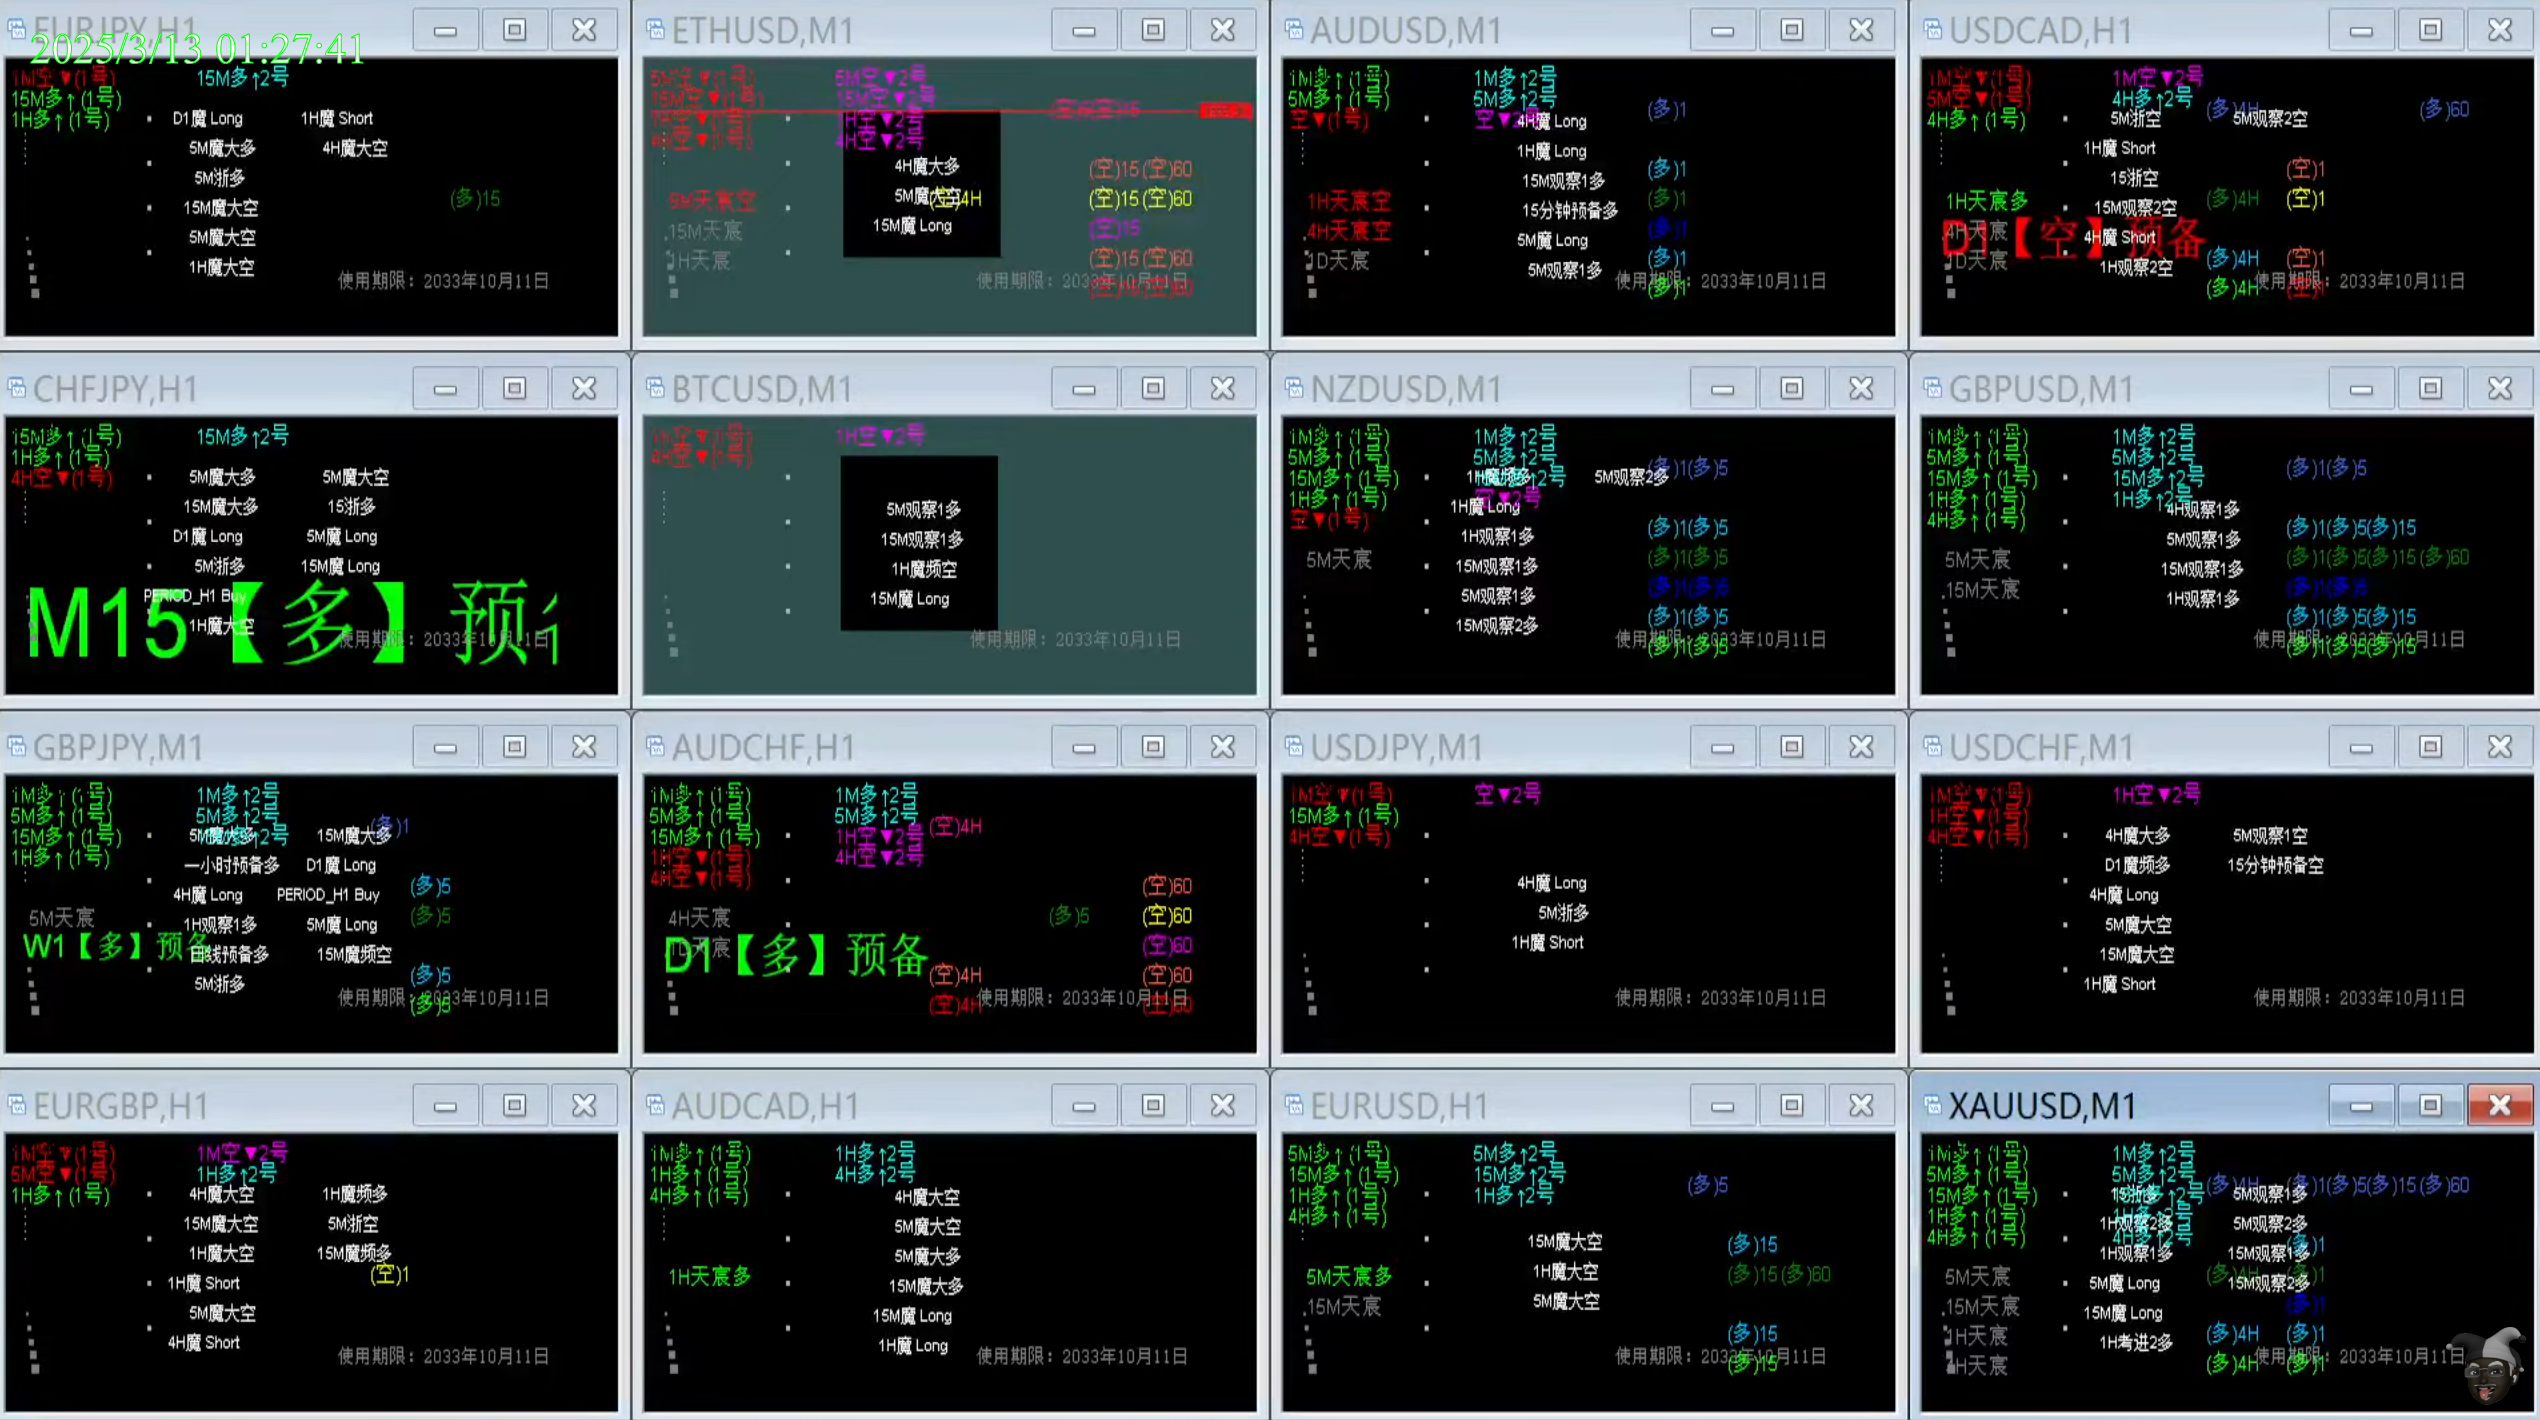 EURJPY,H1
2025/3/13 01:27:41
1M空▼(1号)
15M多↑2号
15M多↑(1号)
1H多↑(1号)
D1魔 Long
1H魔 Short
5M魔大多
4H魔大空
5M浙多
(多)15
15M魔大空
5M魔大空
1H魔大空
使用期限: 2033年10月11日
ETHUSD,M1
5M空▼(1号)
5M空▼2号
15M空▼(1号)
15M空▼2号
1H空▼(1号)
1H空▼2号
4H空▼(1号)
4H空▼2号
4H魔大多
(空)15 (空)60
5M魔大空
(空)4H
(空)15 (空)60
5M天宸空
15M魔 Long
(空)15
15M天宸
1H天宸
(空)15 (空)60
(空)15 (空)60
AUDUSD,M1
1M多↑(1号)
1M多↑2号
5M多↑(1号)
5M多↑2号
(多)1
空▼(1号)
空▼2号
4H魔 Long
1H魔 Long
15M观察1多
(多)1
1H天宸空
15分钟预备多
(多)1
4H天宸空
5M魔 Long
(多)1
1D天宸
5M观察1多
(多)1
使用期限: 2033年10月11日
(多)1
USDCAD,H1
1M空▼(1号)
1M空▼2号
5M空▼(1号)
4H多↑2号
(多)4H
(多)60
4H多↑(1号)
5M浙空
5M观察2空
1H魔 Short
15浙空
(空)1
1H天宸多
15M观察2空
(多)4H
(空)1
4H天宸
4H魔 Short
D1【空】预备
1D天宸
1H观察2空
(多)4H
(空)1
使用期限: 2033年10月11日
(多)4H
(空)1
CHFJPY,H1
15M多↑(1号)
15M多↑2号
1H多↑(1号)
4H空▼(1号)
5M魔大多
5M魔大空
15M魔大多
15浙多
D1魔 Long
5M魔 Long
5M浙多
15M魔 Long
PERIOD_H1 Buy
1H魔大空
M15【多】预
BTCUSD,M1
1H空▼(1号)
1H空▼2号
4H空▼(1号)
5M观察1多
15M观察1多
1H魔频空
15M魔 Long
使用期限: 2033年10月11日
NZDUSD,M1
1M多↑(1号)
1M多↑2号
5M多↑(1号)
5M多↑2号
(多)1(多)5
15M多↑(1号)
1H魔频多
5M观察2多
1H多↑(1号)
空▼2号
1H魔 Long
空▼(1号)
1H观察1多
(多)1(多)5
5M天宸
15M观察1多
(多)1(多)5
5M观察1多
(多)1(多)5
15M观察2多
(多)1(多)5
使用期限: 2033年10月11日
(多)1(多)5
GBPUSD,M1
1M多↑(1号)
1M多↑2号
5M多↑(1号)
5M多↑2号
(多)1(多)5
15M多↑(1号)
15M多↑2号
1H多↑(1号)
1H多↑2号
4H多↑(1号)
4H观察1多
(多)1(多)5(多)15
5M观察1多
5M天宸
15M观察1多
(多)1(多)5(多)15 (多)60
15M天宸
1H观察1多
(多)1(多)5
(多)1(多)5(多)15
使用期限: 2033年10月11日
(多)1(多)5(多)15
GBPJPY,M1
1M多↑(1号)
1M多↑2号
5M多↑(1号)
5M多↑2号
(多)1
15M多↑(1号)
5M魔大多
15M魔大多
1H多↑(1号)
一小时预备多
D1魔 Long
4H魔 Long
PERIOD_H1 Buy
(多)5
5M天宸
1H观察1多
5M魔 Long
(多)5
W1【多】预备
日线预备多
15M魔频空
5M浙多
(多)5
使用期限: 2033年10月11日
(多)5
AUDCHF,H1
1M多↑(1号)
1M多↑2号
5M多↑(1号)
5M多↑2号
(空)4H
15M多↑(1号)
1H空▼2号
1H空▼(1号)
4H空▼2号
4H空▼(1号)
(空)60
4H天宸
(多)5
(空)60
D1【多】预备
(空)60
(空)4H
(空)60
使用期限: 2033年10月11日
(空)4H
(空)60
USDJPY,M1
1M空▼(1号)
空▼2号
15M多↑(1号)
4H空▼(1号)
4H魔 Long
5M浙多
1H魔 Short
使用期限: 2033年10月11日
USDCHF,M1
1M空▼(1号)
1H空▼2号
1H空▼(1号)
4H空▼(1号)
4H魔大多
5M观察1空
D1魔频多
15分钟预备空
4H魔 Long
5M魔大空
15M魔大空
1H魔 Short
使用期限: 2033年10月11日
EURGBP,H1
1M空▼(1号)
1M空▼2号
5M空▼(1号)
1H多↑2号
1H多↑(1号)
4H魔大空
1H魔频多
15M魔大空
5M浙空
1H魔大空
15M魔频多
1H魔 Short
(空)1
5M魔大空
4H魔 Short
使用期限: 2033年10月11日
AUDCAD,H1
1M多↑(1号)
1H多↑2号
1H多↑(1号)
4H多↑2号
4H多↑(1号)
4H魔大空
5M魔大空
5M魔大多
1H天宸多
15M魔大多
15M魔 Long
1H魔 Long
使用期限: 2033年10月11日
EURUSD,H1
5M多↑(1号)
5M多↑2号
15M多↑(1号)
15M多↑2号
1H多↑(1号)
1H多↑2号
(多)5
4H多↑(1号)
15M魔大空
(多)15
5M天宸多
1H魔大空
(多)15 (多)60
15M天宸
5M魔大空
(多)15
使用期限: 2033年10月11日
(多)15
XAUUSD,M1
1M多↑(1号)
1M多↑2号
5M多↑(1号)
5M多↑2号
(多)4H
(多)1(多)5(多)15 (多)60
15M多↑(1号)
15浙多
5M观察1多
1H多↑(1号)
1H观察2多
5M观察2多
4H多↑(1号)
4H多↑2号
1H观察1多
15M观察1多
(多)1
5M天宸
5M魔 Long
15M观察2多
(多)4H
(多)1
15M天宸
15M魔 Long
(多)1
1H天宸
1H考进2多
(多)4H
(多)1
4H天宸
使用期限: 2033年10月11日
(多)4H
(多)1